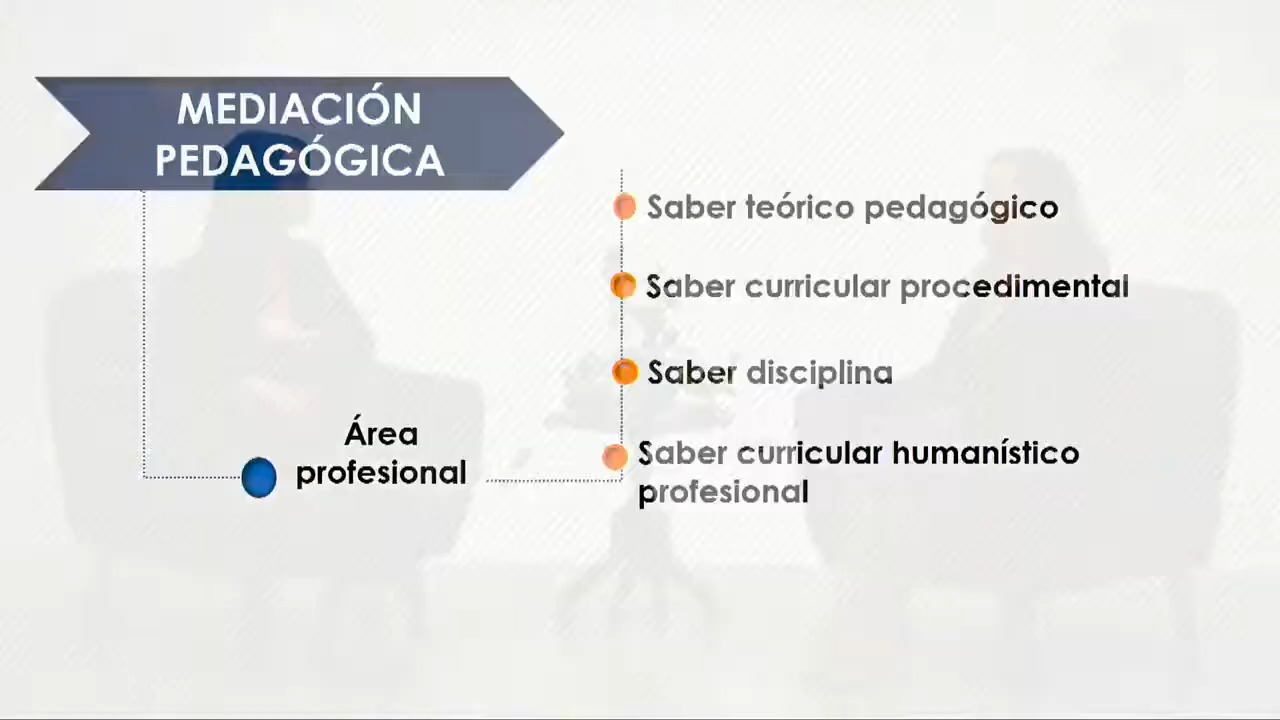 MEDIACIÓN
PEDAGÓGICA
Saber teórico pedagógico
Saber curricular procedimental
Saber disciplina
Área
profesional
Saber curricular humanístico
profesional